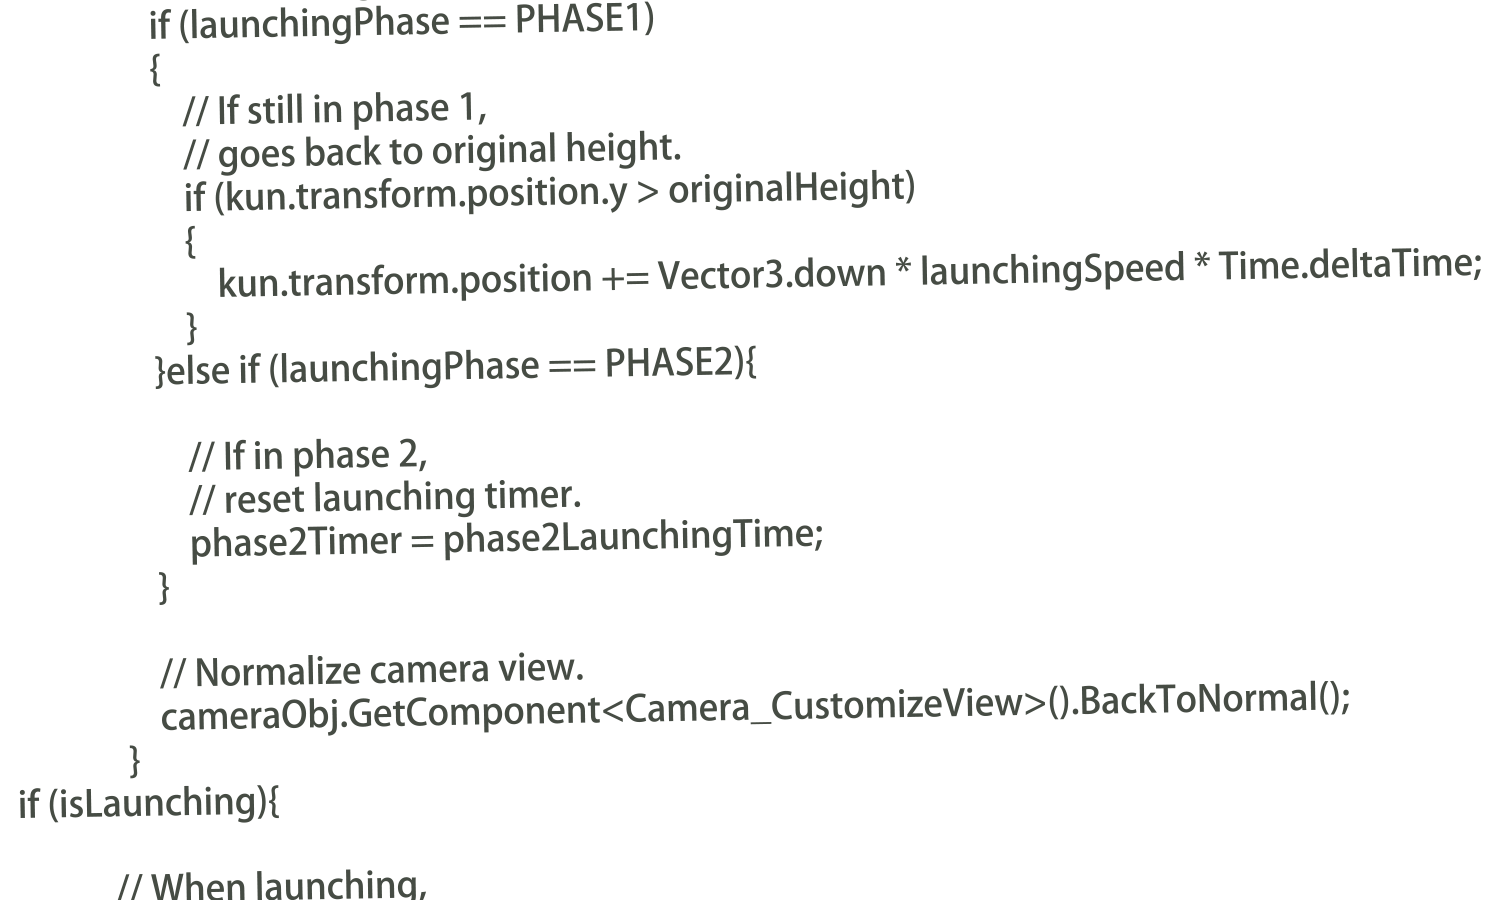 if (launchingPhase == PHASE1)
{
// If still in phase 1,
// goes back to original height.
if (kun.transform.position.y > originalHeight)
{
kun.transform.position += Vector3.down * launchingSpeed * Time.deltaTime;
}
}else if (launchingPhase == PHASE2){
// If in phase 2,
// reset launching timer.
phase2Timer = phase2LaunchingTime;
}
// Normalize camera view.
cameraObj.GetComponent<Camera_CustomizeView>().BackToNormal();
}
if (isLaunching){
// When launching,